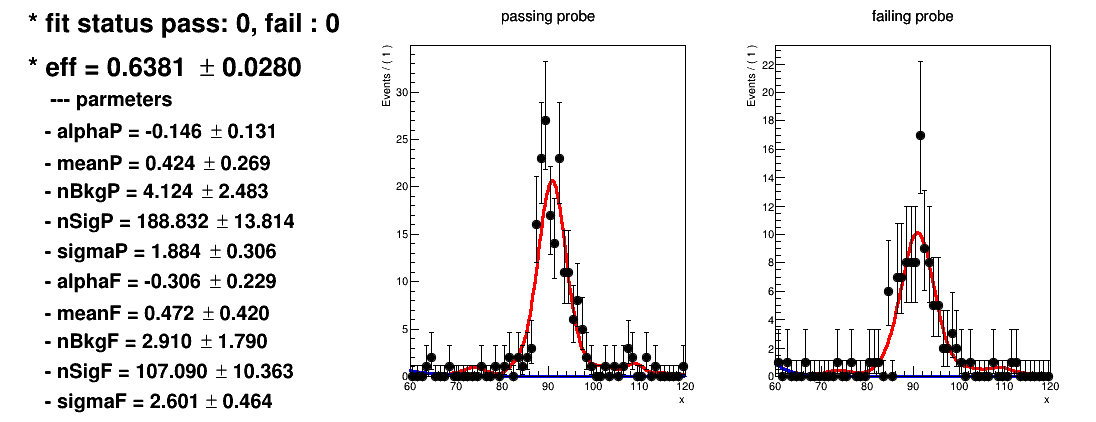 * fit status pass: 0, fail : 0
* eff = 0.6381 ± 0.0280
--- parmeters
- alphaP = -0.146 ± 0.131
- meanP = 0.424 ± 0.269
- nBkgP = 4.124 ± 2.483
- nSigP = 188.832 ± 13.814
- sigmaP = 1.884 ± 0.306
- alphaF = -0.306 ± 0.229
- meanF = 0.472 ± 0.420
- nBkgF = 2.910 ± 1.790
- nSigF = 107.090 ± 10.363
- sigmaF = 2.601 ± 0.464
passing probe
Events / ( 1 )
30
25
20
15
10
5
0
60 70 80 90 100 110 120
x
failing probe
Events / ( 1 )
22
20
18
16
14
12
10
8
6
4
2
0
60 70 80 90 100 110 120
x